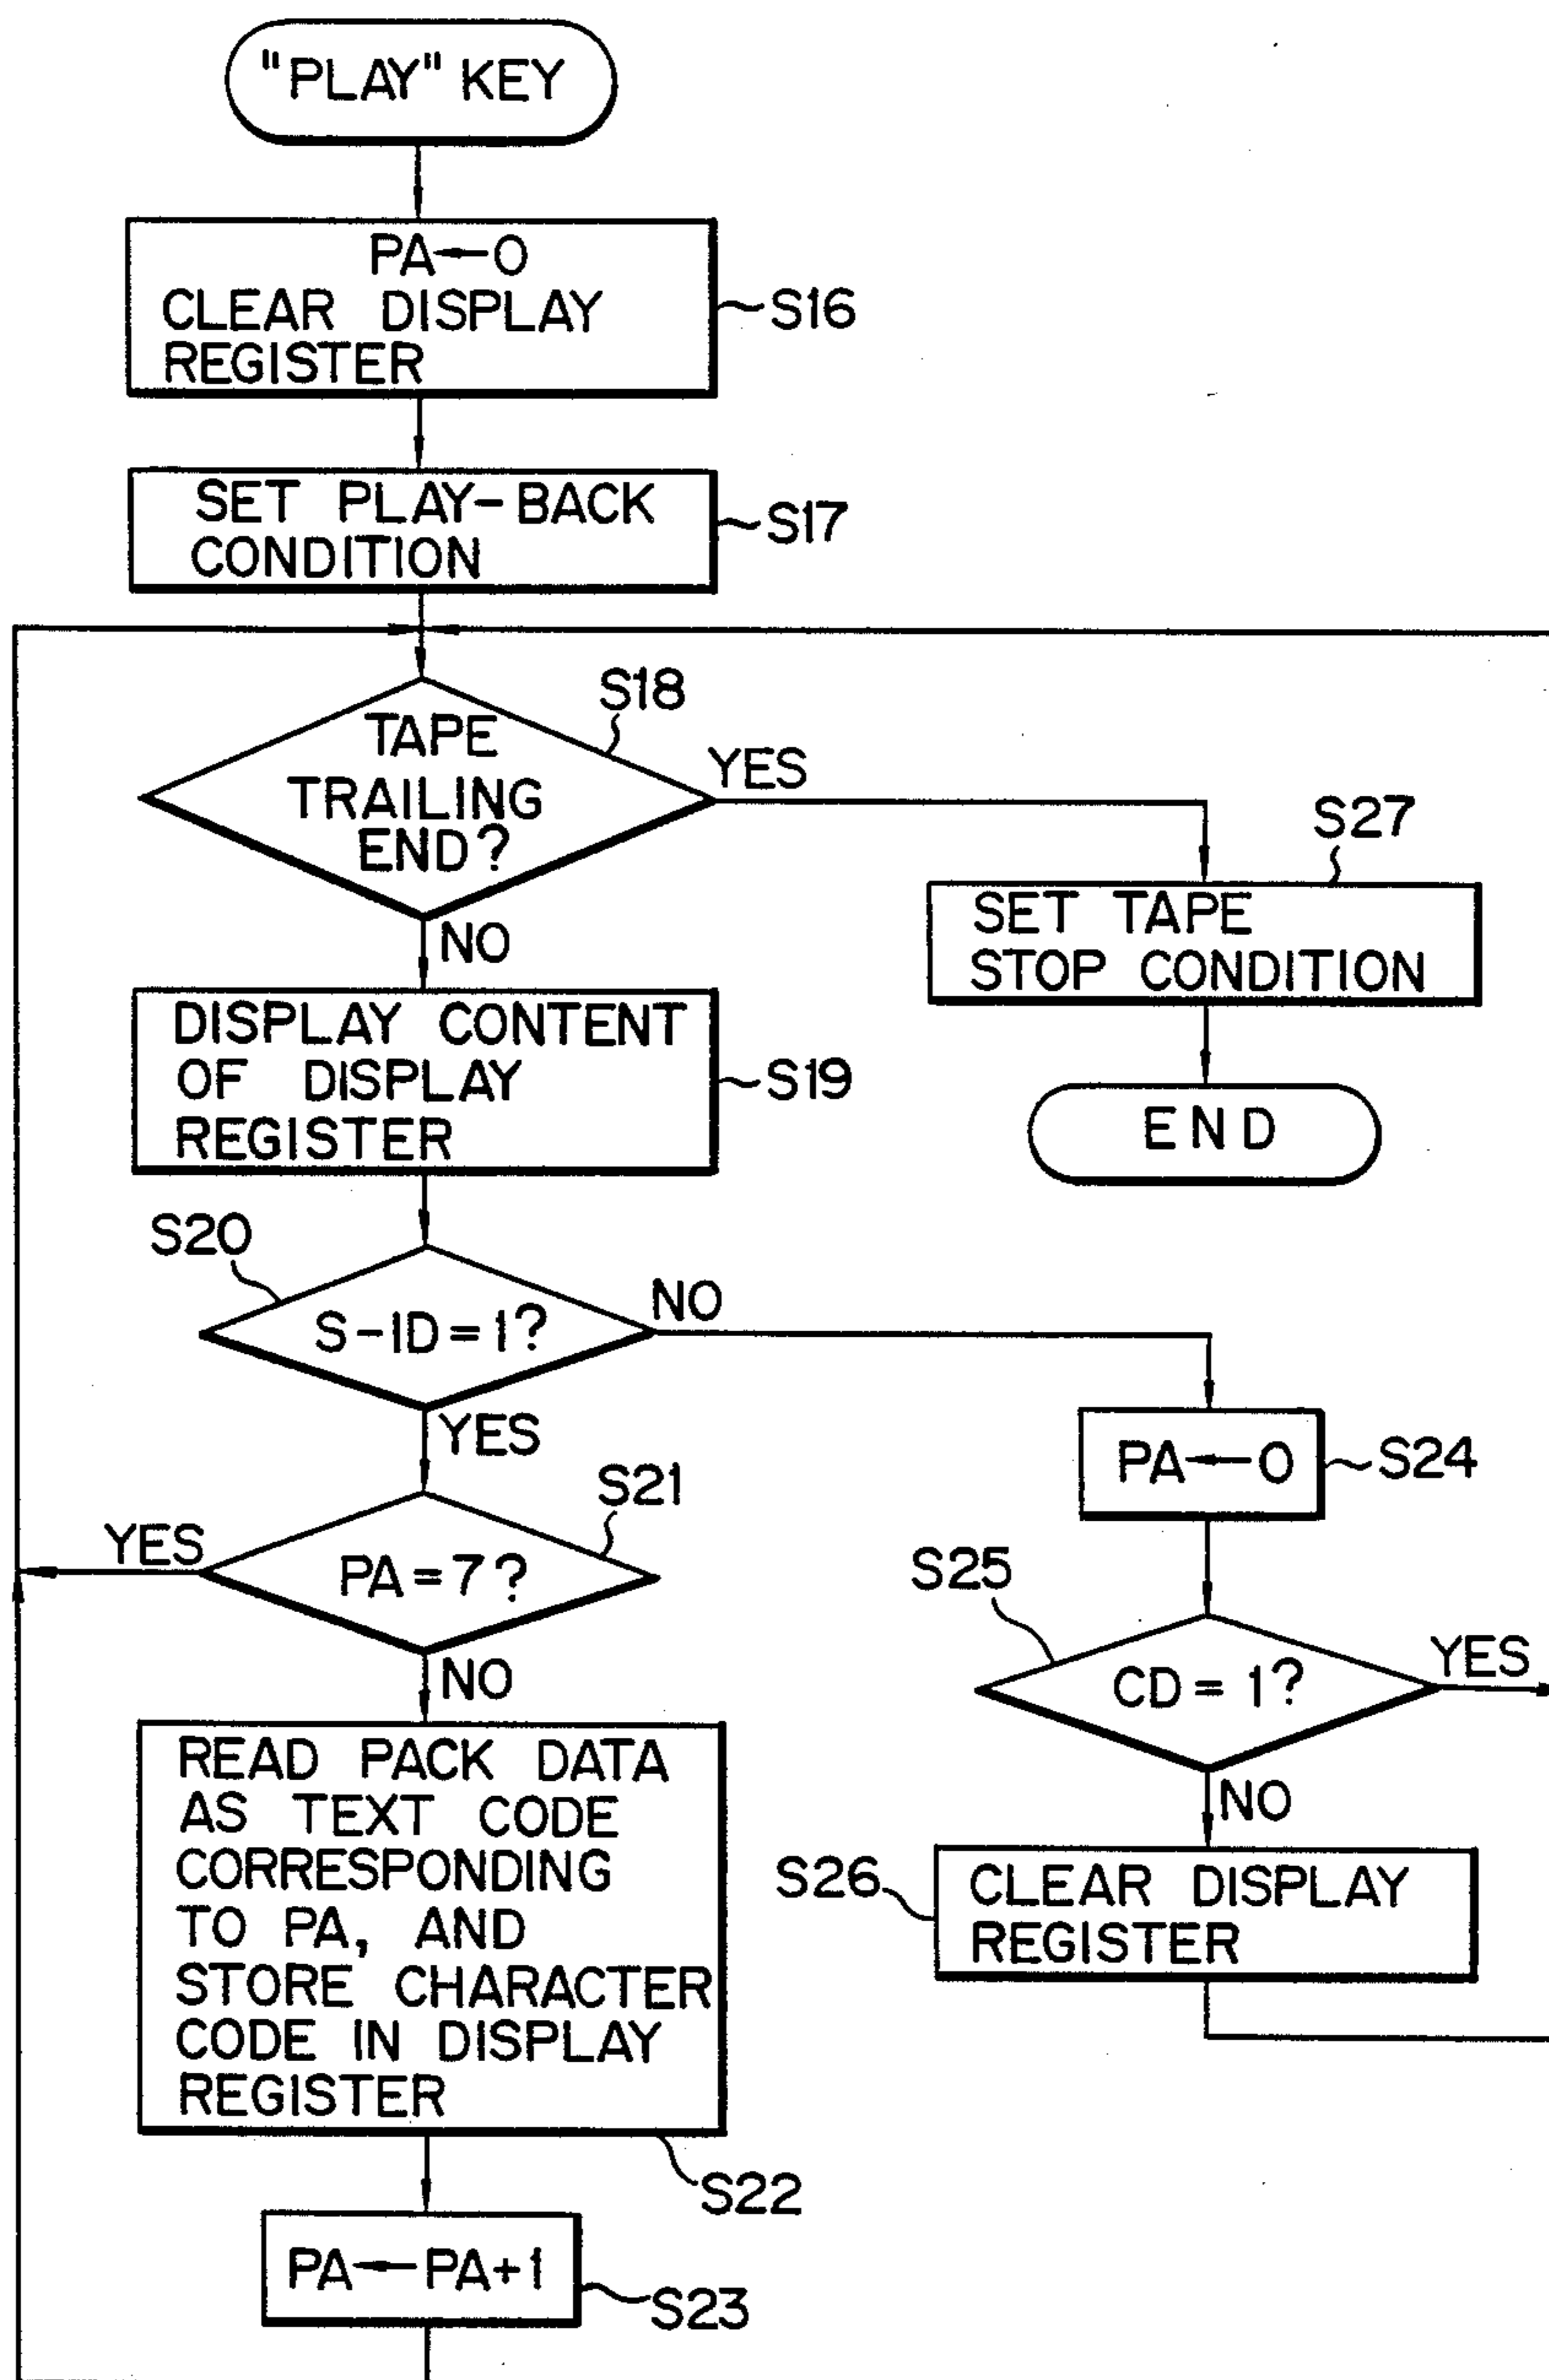 "PLAY" KEY
PA←0
CLEAR DISPLAY
REGISTER
S16
SET PLAY-BACK
CONDITION
S17
S18
TAPE
TRAILING
END?
YES
NO
S27
SET TAPE
STOP CONDITION
END
DISPLAY CONTENT
OF DISPLAY
REGISTER
S19
S20
S-ID=1?
NO
YES
PA←0
S24
S21
PA=7?
YES
NO
S25
CD=1?
YES
NO
READ PACK DATA
AS TEXT CODE
CORRESPONDING
TO PA, AND
STORE CHARACTER
CODE IN DISPLAY
REGISTER
S22
S26
CLEAR DISPLAY
REGISTER
PA←PA+1
S23